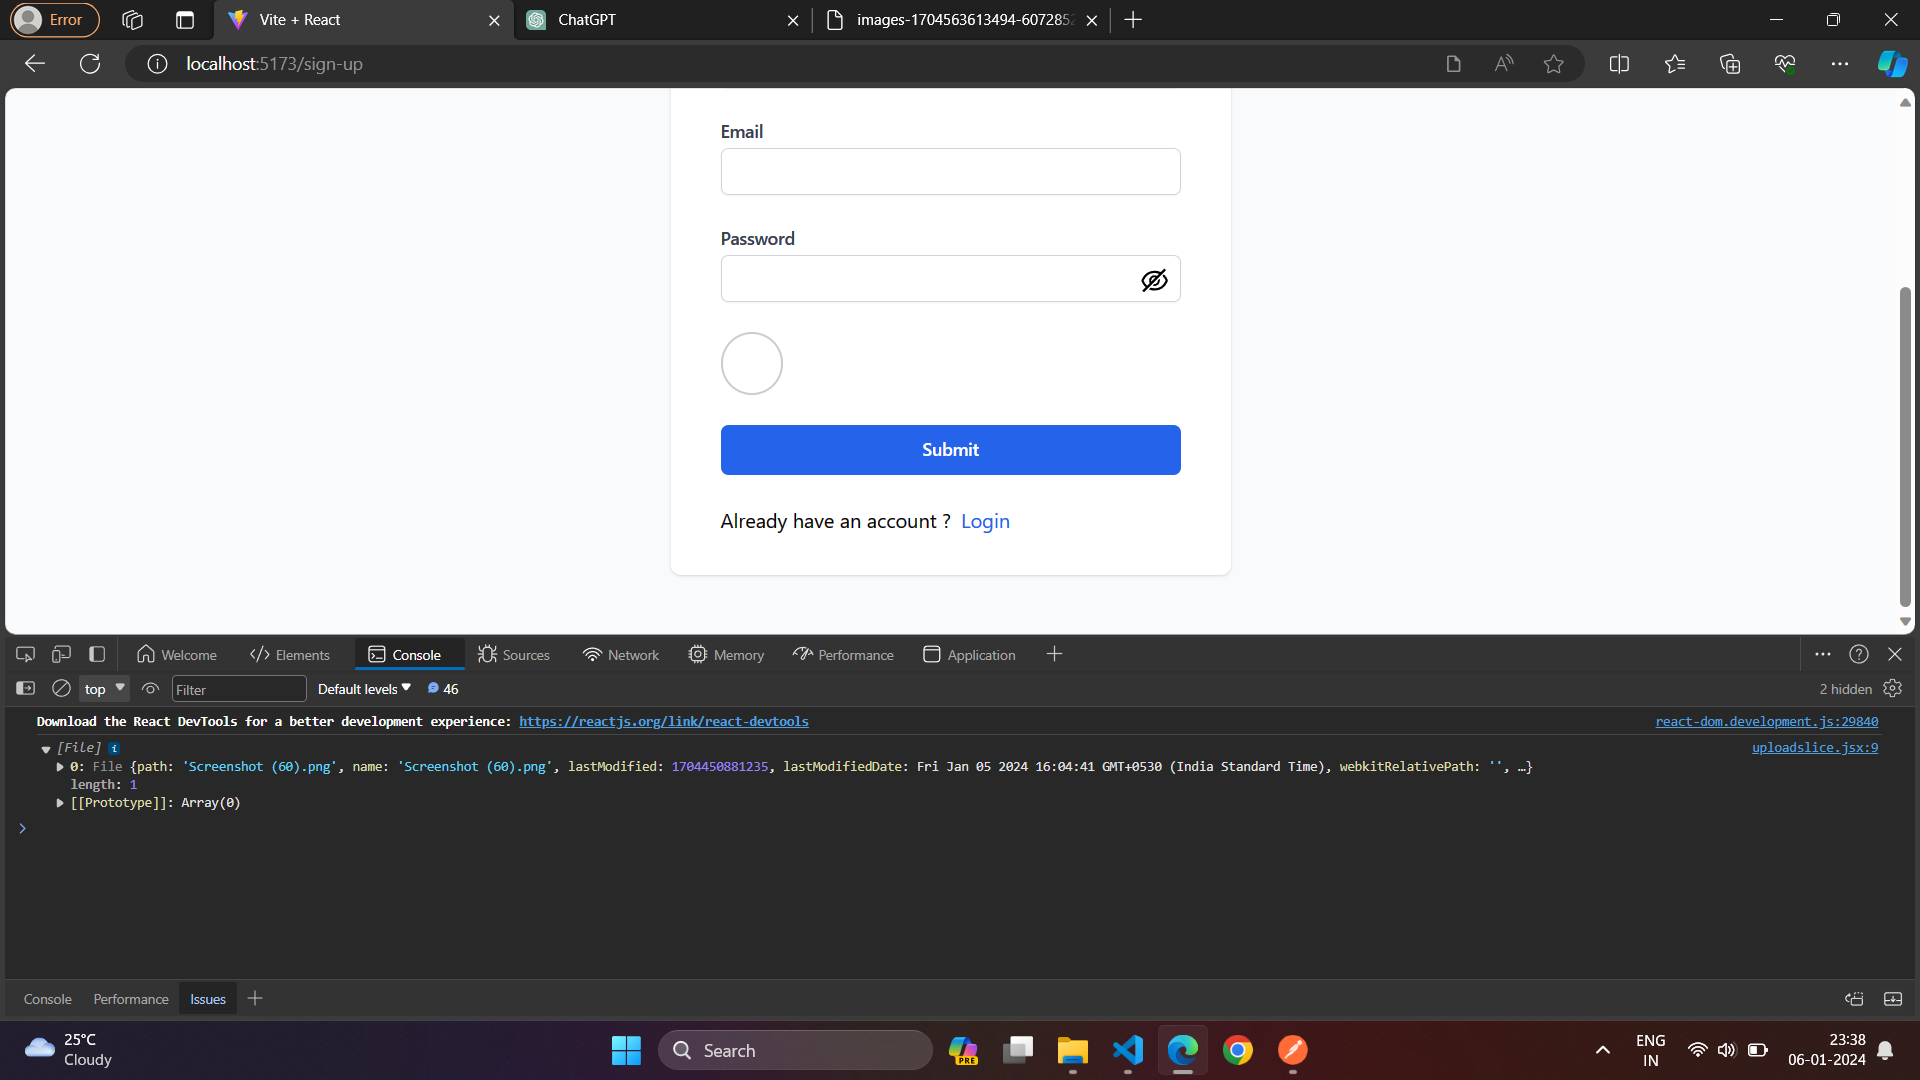 Error
Vite + React
ChatGPT
images-1704563613494-6072852
localhost:5173/sign-up
Email
Password
Submit
Already have an account ? Login
Welcome
Elements
Console
Sources
Network
Memory
Performance
Application
top
Filter
Default levels
46
2 hidden
Download the React DevTools for a better development experience: https://reactjs.org/link/react-devtools
react-dom.development.js:29840
[File] i
uploadslice.jsx:9
0: File {path: 'Screenshot (60).png', name: 'Screenshot (60).png', lastModified: 1704450881235, lastModifiedDate: Fri Jan 05 2024 16:04:41 GMT+0530 (India Standard Time), webkitRelativePath: '', …}
length: 1
[[Prototype]]: Array(0)
Console
Performance
Issues
25°C
Cloudy
Search
PRE
ENG
IN
23:38
06-01-2024